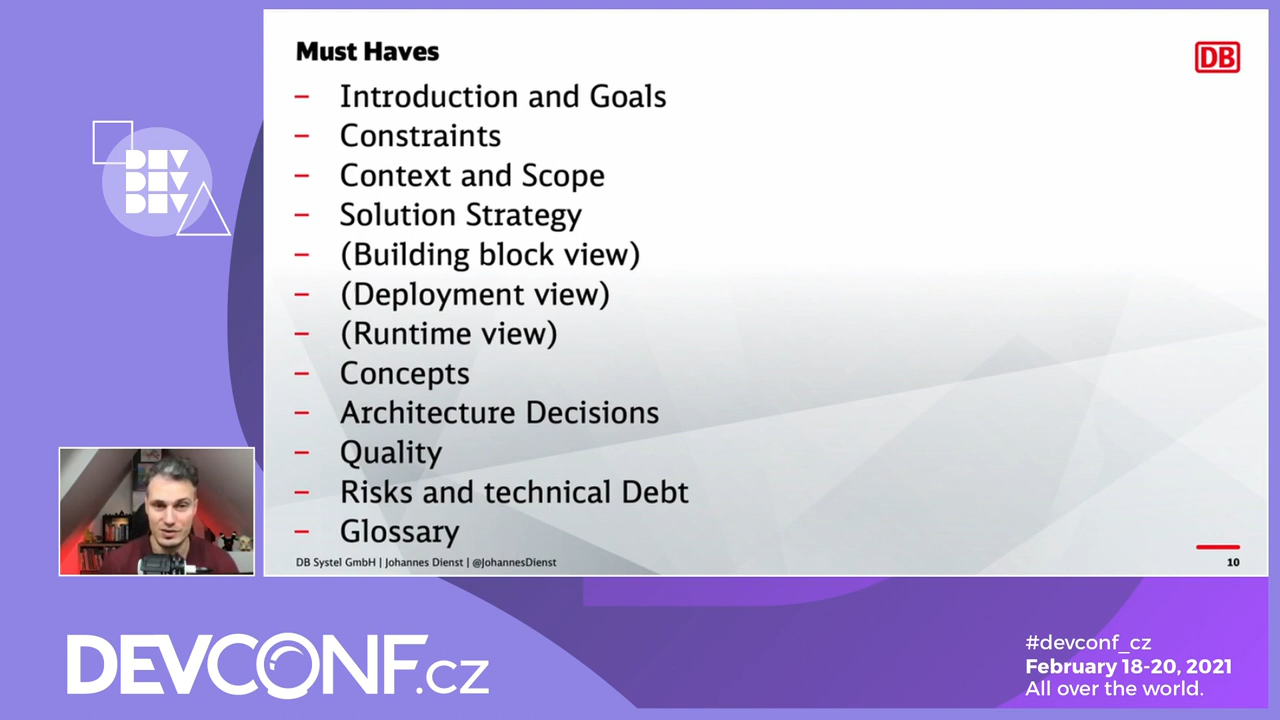 Must Haves
DB
– Introduction and Goals
– Constraints
– Context and Scope
– Solution Strategy
– (Building block view)
– (Deployment view)
– (Runtime view)
– Concepts
– Architecture Decisions
– Quality
– Risks and technical Debt
– Glossary
DB Systel GmbH | Johannes Dienst | @JohannesDienst
10
DEV
DEV
DEV
DEVCONF.cz
#devconf_cz
February 18-20, 2021
All over the world.